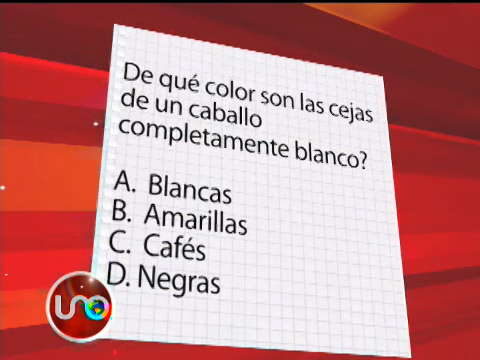 De qué color son las cejas
de un caballo
completamente blanco?
A. Blancas
B. Amarillas
C. Cafés
D. Negras
UNO